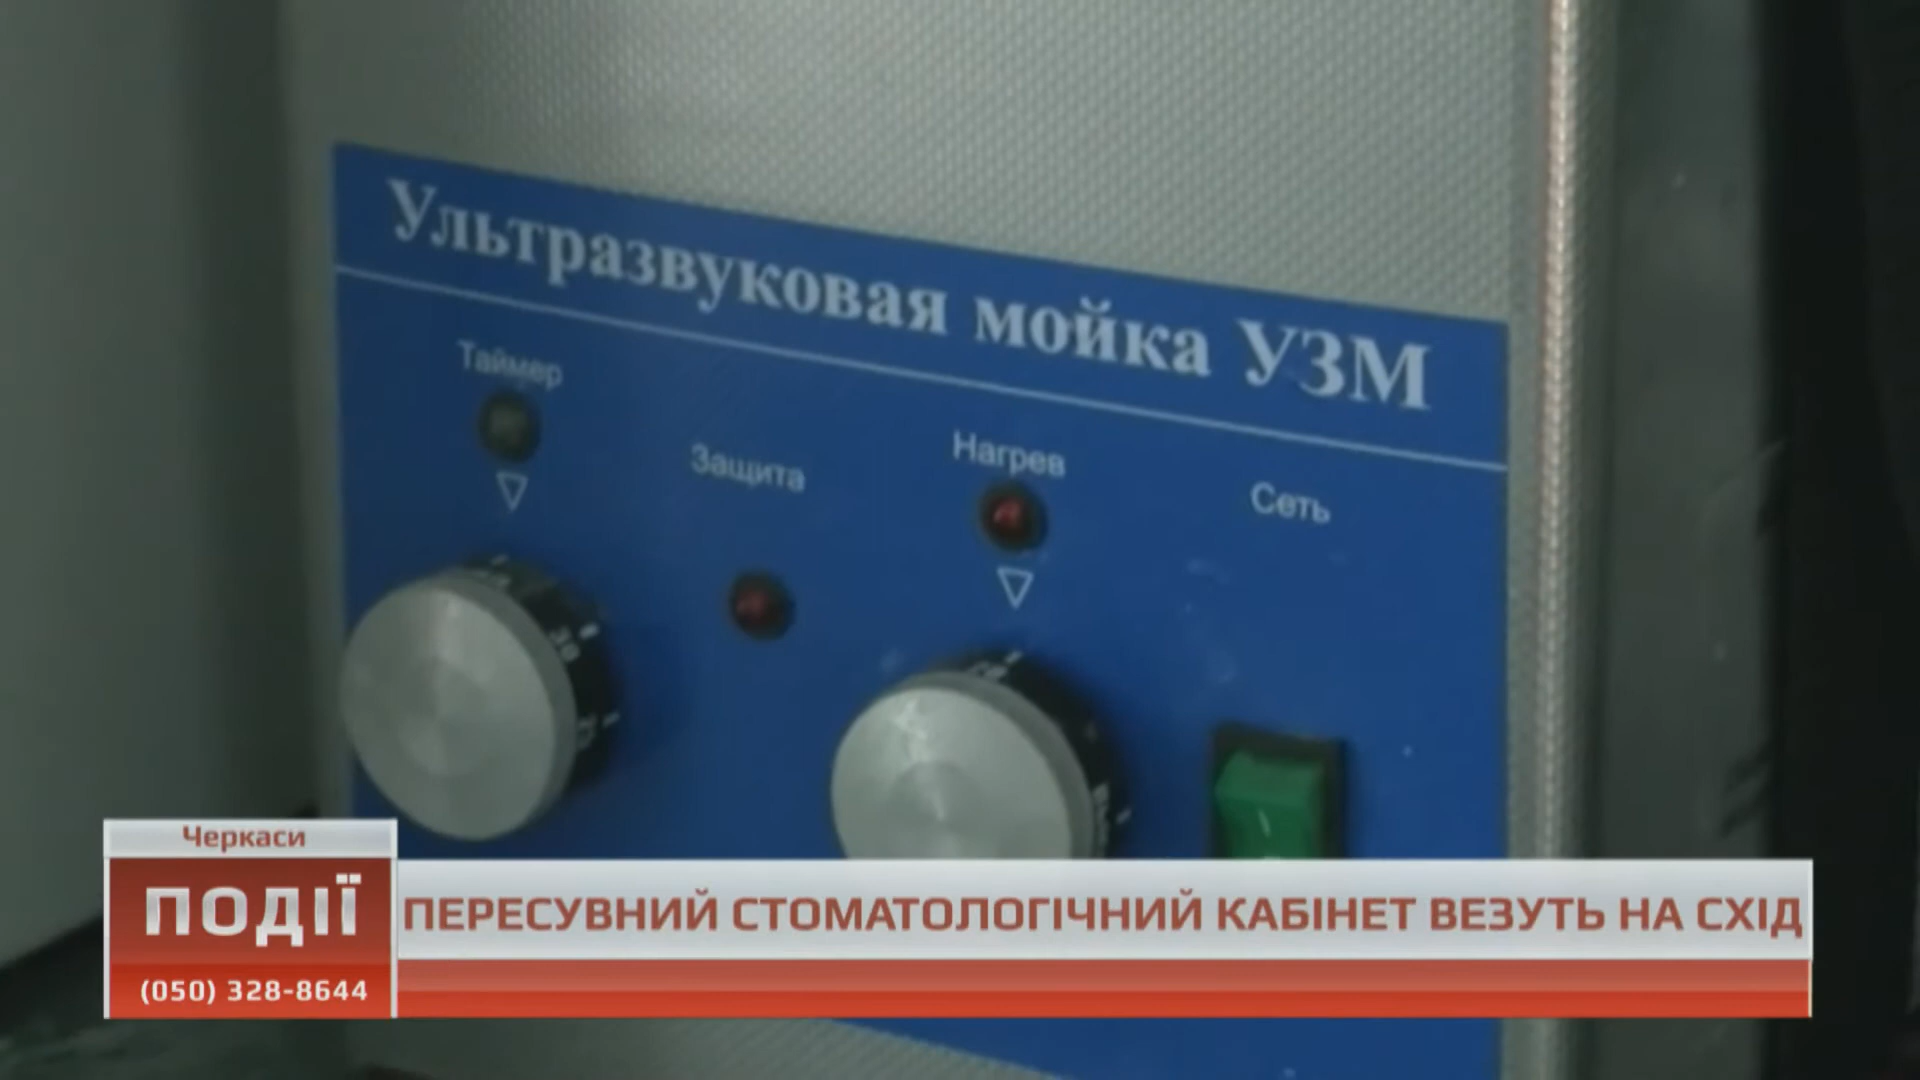 Ультразвуковая мойка УЗМ
Таймер
Защита
Нагрев
Сеть
Черкаси
ПОДІЇ
ПЕРЕСУВНИЙ СТОМАТОЛОГІЧНИЙ КАБІНЕТ ВЕЗУТЬ НА СХІД
(050) 328-8644